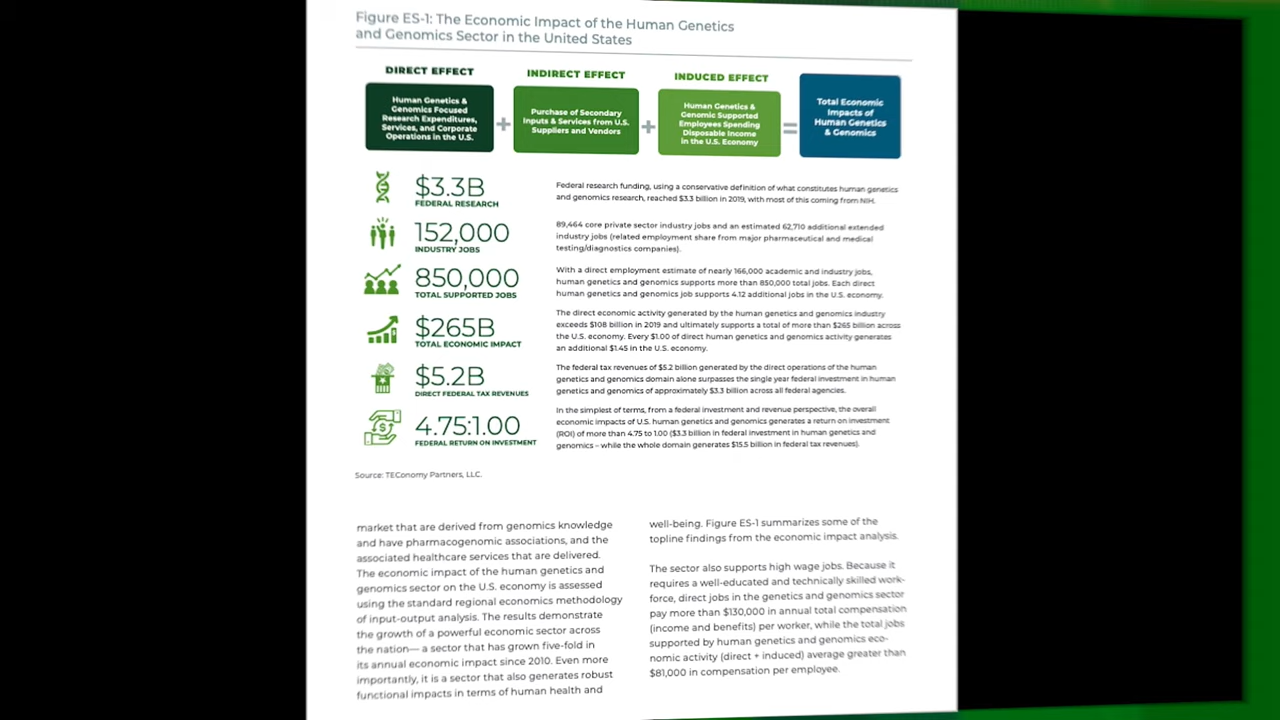 Figure ES-1: The Economic Impact of the Human Genetics
and Genomics Sector in the United States
DIRECT EFFECT
INDIRECT EFFECT
INDUCED EFFECT
Human Genetics &
Genomics Focused
Research Expenditures,
Services, and Corporate
Operations in the U.S.
+
Purchase of Secondary
Inputs & Services from U.S.
Suppliers and Vendors
+
Human Genetics &
Genomic Supported
Employees Spending
Disposable Income
in the U.S. Economy
=
Total Economic
Impacts of
Human Genetics
& Genomics
$3.3B
FEDERAL RESEARCH
Federal research funding, using a conservative definition of what constitutes human genetics
and genomics research, reached $3.3 billion in 2019, with most of this coming from NIH.
152,000
INDUSTRY JOBS
89,464 core private sector industry jobs and an estimated 62,710 additional extended
industry jobs (related employment share from major pharmaceutical and medical
testing/diagnostics companies).
850,000
TOTAL SUPPORTED JOBS
With a direct employment estimate of nearly 166,000 academic and industry jobs,
human genetics and genomics supports more than 850,000 total jobs. Each direct
human genetics and genomics job supports 4.12 additional jobs in the U.S. economy.
$265B
TOTAL ECONOMIC IMPACT
The direct economic activity generated by the human genetics and genomics industry
exceeds $108 billion in 2019 and ultimately supports a total of more than $265 billion across
the U.S. economy. Every $1.00 of direct human genetics and genomics activity generates
an additional $1.45 in the U.S. economy.
$5.2B
DIRECT FEDERAL TAX REVENUES
The federal tax revenues of $5.2 billion generated by the direct operations of the human
genetics and genomics domain alone surpasses the single year federal investment in human
genetics and genomics of approximately $3.3 billion across all federal agencies.
4.75:1.00
FEDERAL RETURN ON INVESTMENT
In the simplest of terms, from a federal investment and revenue perspective, the overall
economic impacts of U.S. human genetics and genomics generates a return on investment
(ROI) of more than 4.75 to 1.00 ($3.3 billion in federal investment in human genetics and
genomics – while the whole domain generates $15.5 billion in federal tax revenues).
Source: TEConomy Partners, LLC.
market that are derived from genomics knowledge
and have pharmacogenomic associations, and the
associated healthcare services that are delivered.
The economic impact of the human genetics and
genomics sector on the U.S. economy is assessed
using the standard regional economics methodology
of input-output analysis. The results demonstrate
the growth of a powerful economic sector across
the nation— a sector that has grown five-fold in
its annual economic impact since 2010. Even more
importantly, it is a sector that also generates robust
functional impacts in terms of human health and
well-being. Figure ES-1 summarizes some of the
topline findings from the economic impact analysis.
The sector also supports high wage jobs. Because it
requires a well-educated and technically skilled work-
force, direct jobs in the genetics and genomics sector
pay more than $130,000 in annual total compensation
(income and benefits) per worker, while the total jobs
supported by human genetics and genomics eco-
nomic activity (direct + induced) average greater than
$81,000 in compensation per employee.